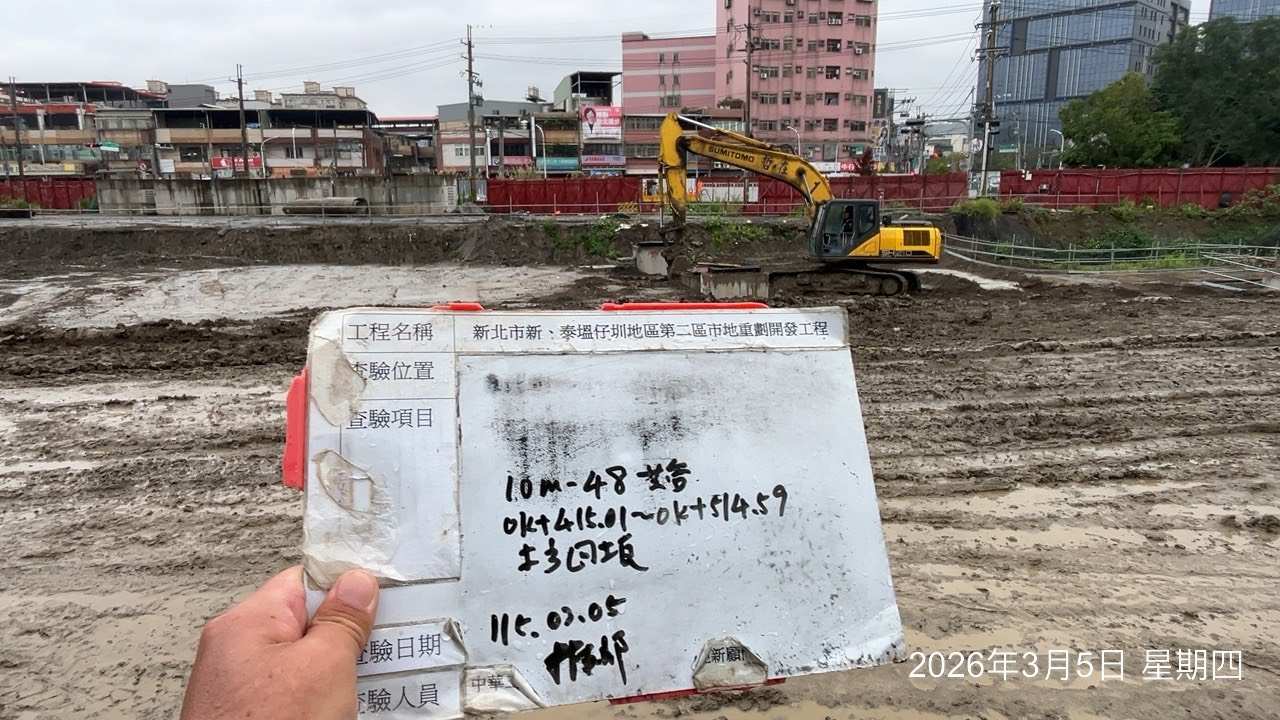 SUMITOMO
工程名稱 新北市新、泰塭仔圳地區第二區市地重劃開發工程
查驗位置
查驗項目
10m-48
0k+415.01~0k+514.59
土方回填
115.03.05
查驗日期
查驗人員
中華
新顧
2026年3月5日 星期四